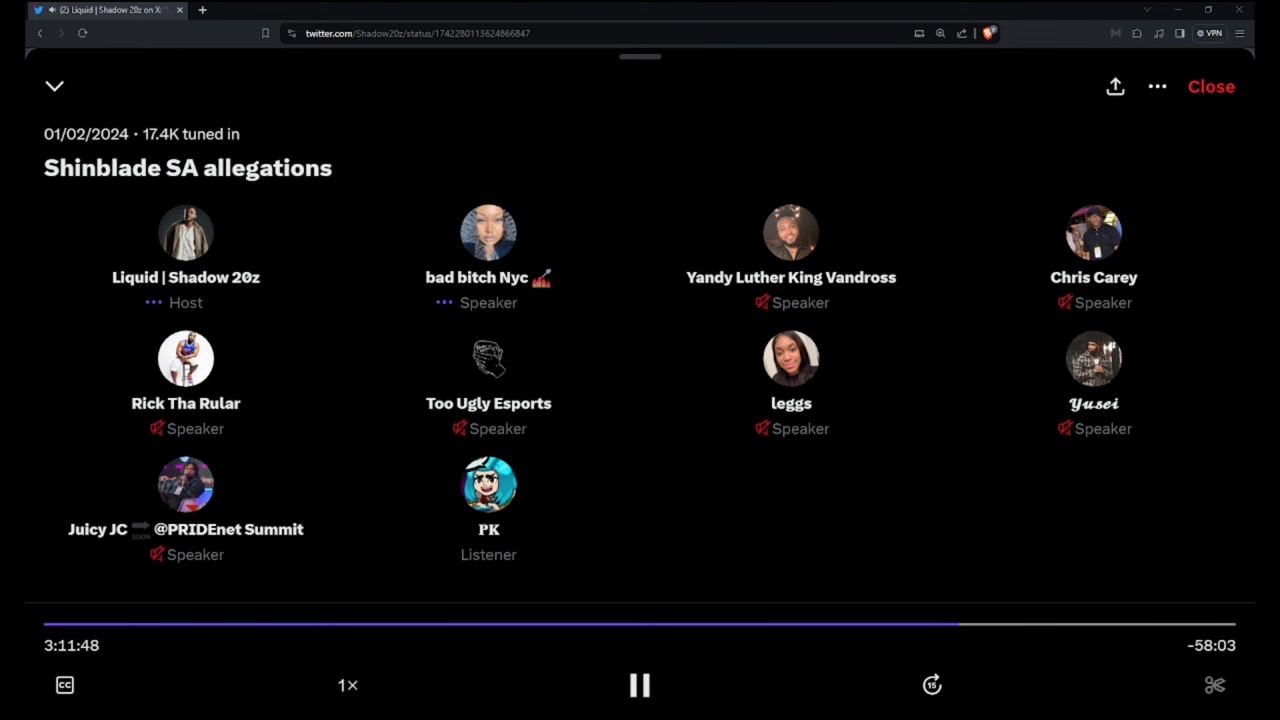 (2) Liquid | Shadow 20z on X: "
twitter.com/Shadow20z/status/1742280113624866847
VPN
Close
01/02/2024 · 17.4K tuned in
Shinblade SA allegations
Liquid | Shadow 20z
Host
bad bitch Nyc
Speaker
Yandy Luther King Vandross
Speaker
Chris Carey
Speaker
Rick Tha Rular
Speaker
Too Ugly Esports
Speaker
leggs
Speaker
𝓨𝓾𝓼𝓮𝓲
Speaker
Juicy JC 🔜 @PRIDEnet Summit
Speaker
PK
Listener
3:11:48
-58:03
CC
1×
15